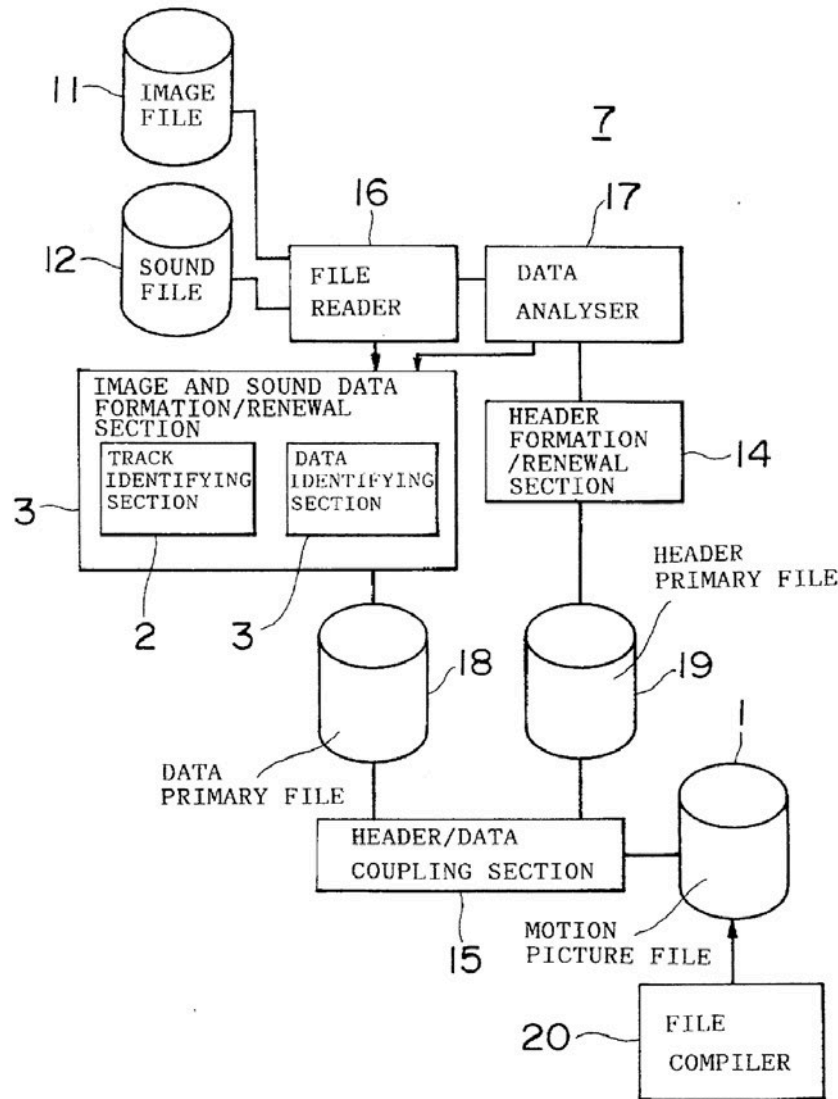 11
IMAGE
FILE
7
12
SOUND
FILE
16
FILE
READER
17
DATA
ANALYSER
IMAGE AND SOUND DATA
FORMATION/RENEWAL
SECTION
TRACK
IDENTIFYING
SECTION
DATA
IDENTIFYING
SECTION
3
2
3
HEADER
FORMATION
/RENEWAL
SECTION
14
HEADER
PRIMARY FILE
18
19
DATA
PRIMARY FILE
1
HEADER/DATA
COUPLING SECTION
15
MOTION
PICTURE FILE
20
FILE
COMPILER